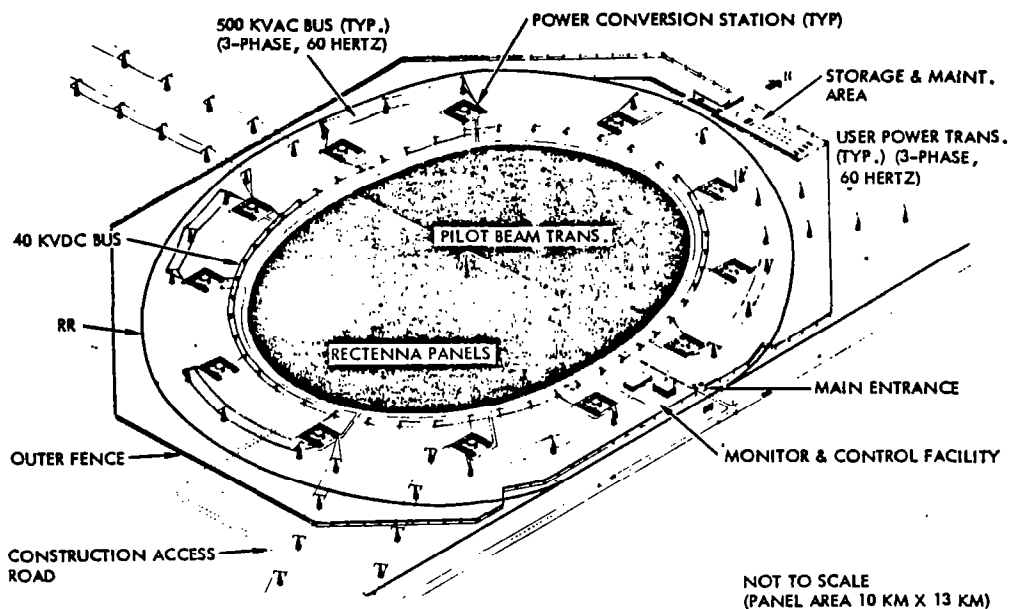 500 KVAC BUS (TYP.)
(3-PHASE, 60 HERTZ)
POWER CONVERSION STATION (TYP)
STORAGE & MAINT.
AREA
USER POWER TRANS.
(TYP.) (3-PHASE,
60 HERTZ)
40 KVDC BUS
PILOT BEAM TRANS.
RR
RECTENNA PANELS
MAIN ENTRANCE
OUTER FENCE
MONITOR & CONTROL FACILITY
CONSTRUCTION ACCESS
ROAD
NOT TO SCALE
(PANEL AREA 10 KM X 13 KM)